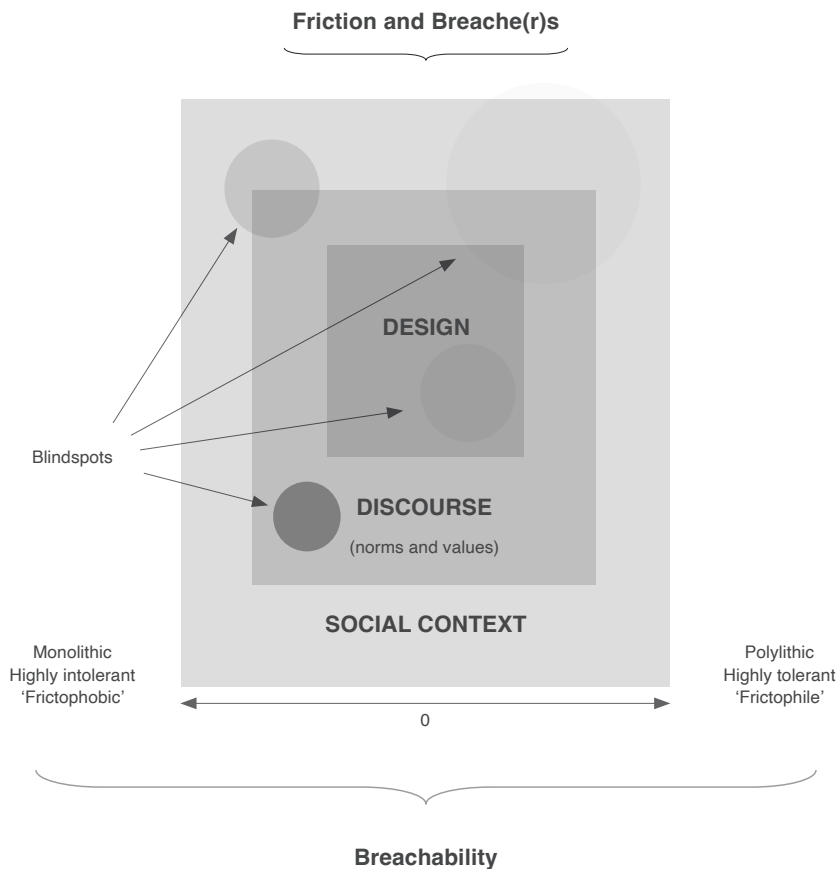 Friction and Breache(r)s
DESIGN
Blindspots
DISCOURSE
(norms and values)
SOCIAL CONTEXT
Monolithic
Highly intolerant
‘Frictophobic’
Polylithic
Highly tolerant
‘Frictophile’
0
Breachability